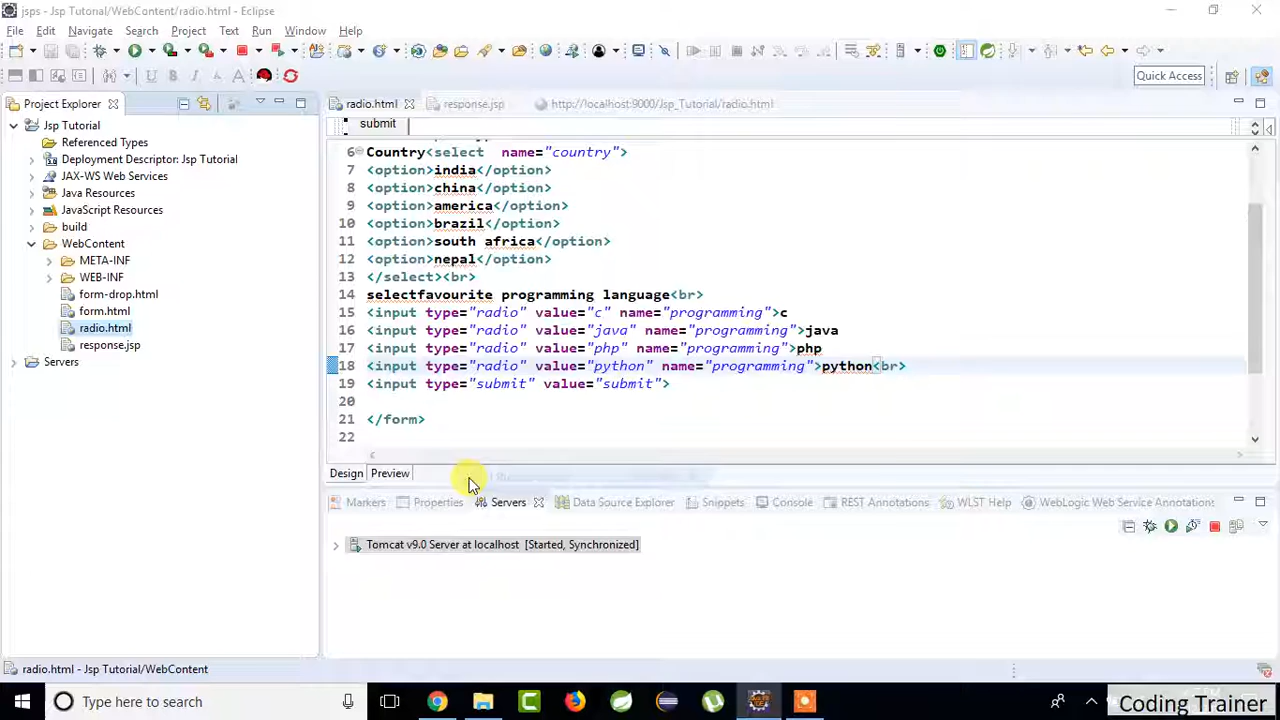 jsps - Jsp Tutorial/WebContent/radio.html - Eclipse
File Edit Navigate Search Project Text Run Window Help
Quick Access
Project Explorer
Jsp Tutorial
Referenced Types
Deployment Descriptor: Jsp Tutorial
JAX-WS Web Services
Java Resources
JavaScript Resources
build
WebContent
META-INF
WEB-INF
form-drop.html
form.html
radio.html
response.jsp
Servers
radio.html response.jsp http://localhost:9000/Jsp_Tutorial/radio.html
submit
6 Country<select name="country">
7 <option>india</option>
8 <option>china</option>
9 <option>america</option>
10 <option>brazil</option>
11 <option>south africa</option>
12 <option>nepal</option>
13 </select><br>
14 selectfavourite programming language<br>
15 <input type="radio" value="c" name="programming">c
16 <input type="radio" value="java" name="programming">java
17 <input type="radio" value="php" name="programming">php
18 <input type="radio" value="python" name="programming">python<br>
19 <input type="submit" value="submit">
20
21 </form>
22
Design Preview
Markers Properties Servers Data Source Explorer Snippets Console REST Annotations WLST Help WebLogic Web Service Annotations
Tomcat v9.0 Server at localhost [Started, Synchronized]
radio.html - Jsp Tutorial/WebContent
Type here to search
Coding Trainer